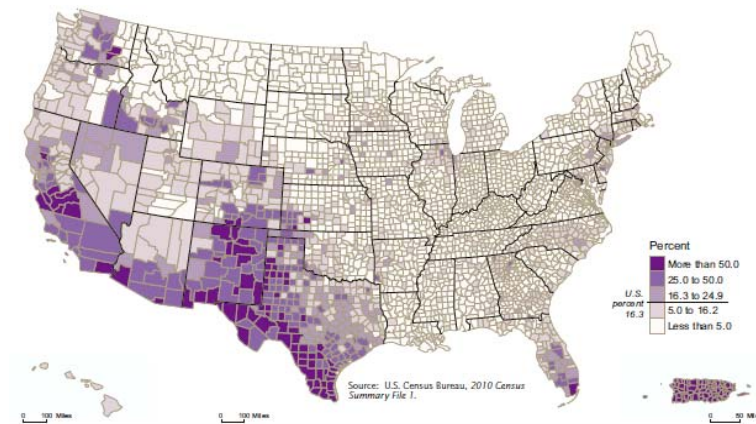 Percent
More than 50.0
25.0 to 50.0
16.3 to 24.9
5.0 to 16.2
Less than 5.0
U.S.
percent
16.3
Source: U.S. Census Bureau, 2010 Census
Summary File 1.
0 100 Miles
0 100 Miles
0 50 Mi